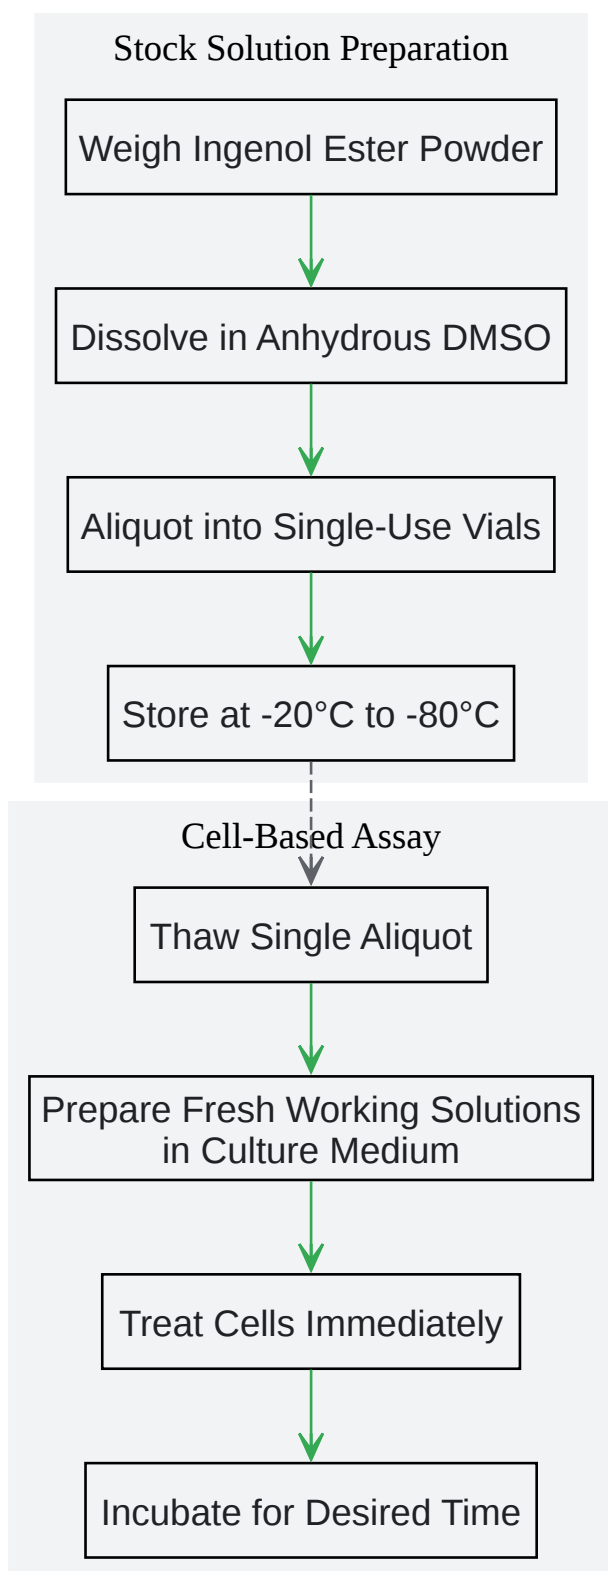 Stock Solution Preparation
Weigh Ingenol Ester Powder
Dissolve in Anhydrous DMSO
Aliquot into Single-Use Vials
Store at -20°C to -80°C
Cell-Based Assay
Thaw Single Aliquot
Prepare Fresh Working Solutions
in Culture Medium
Treat Cells Immediately
Incubate for Desired Time